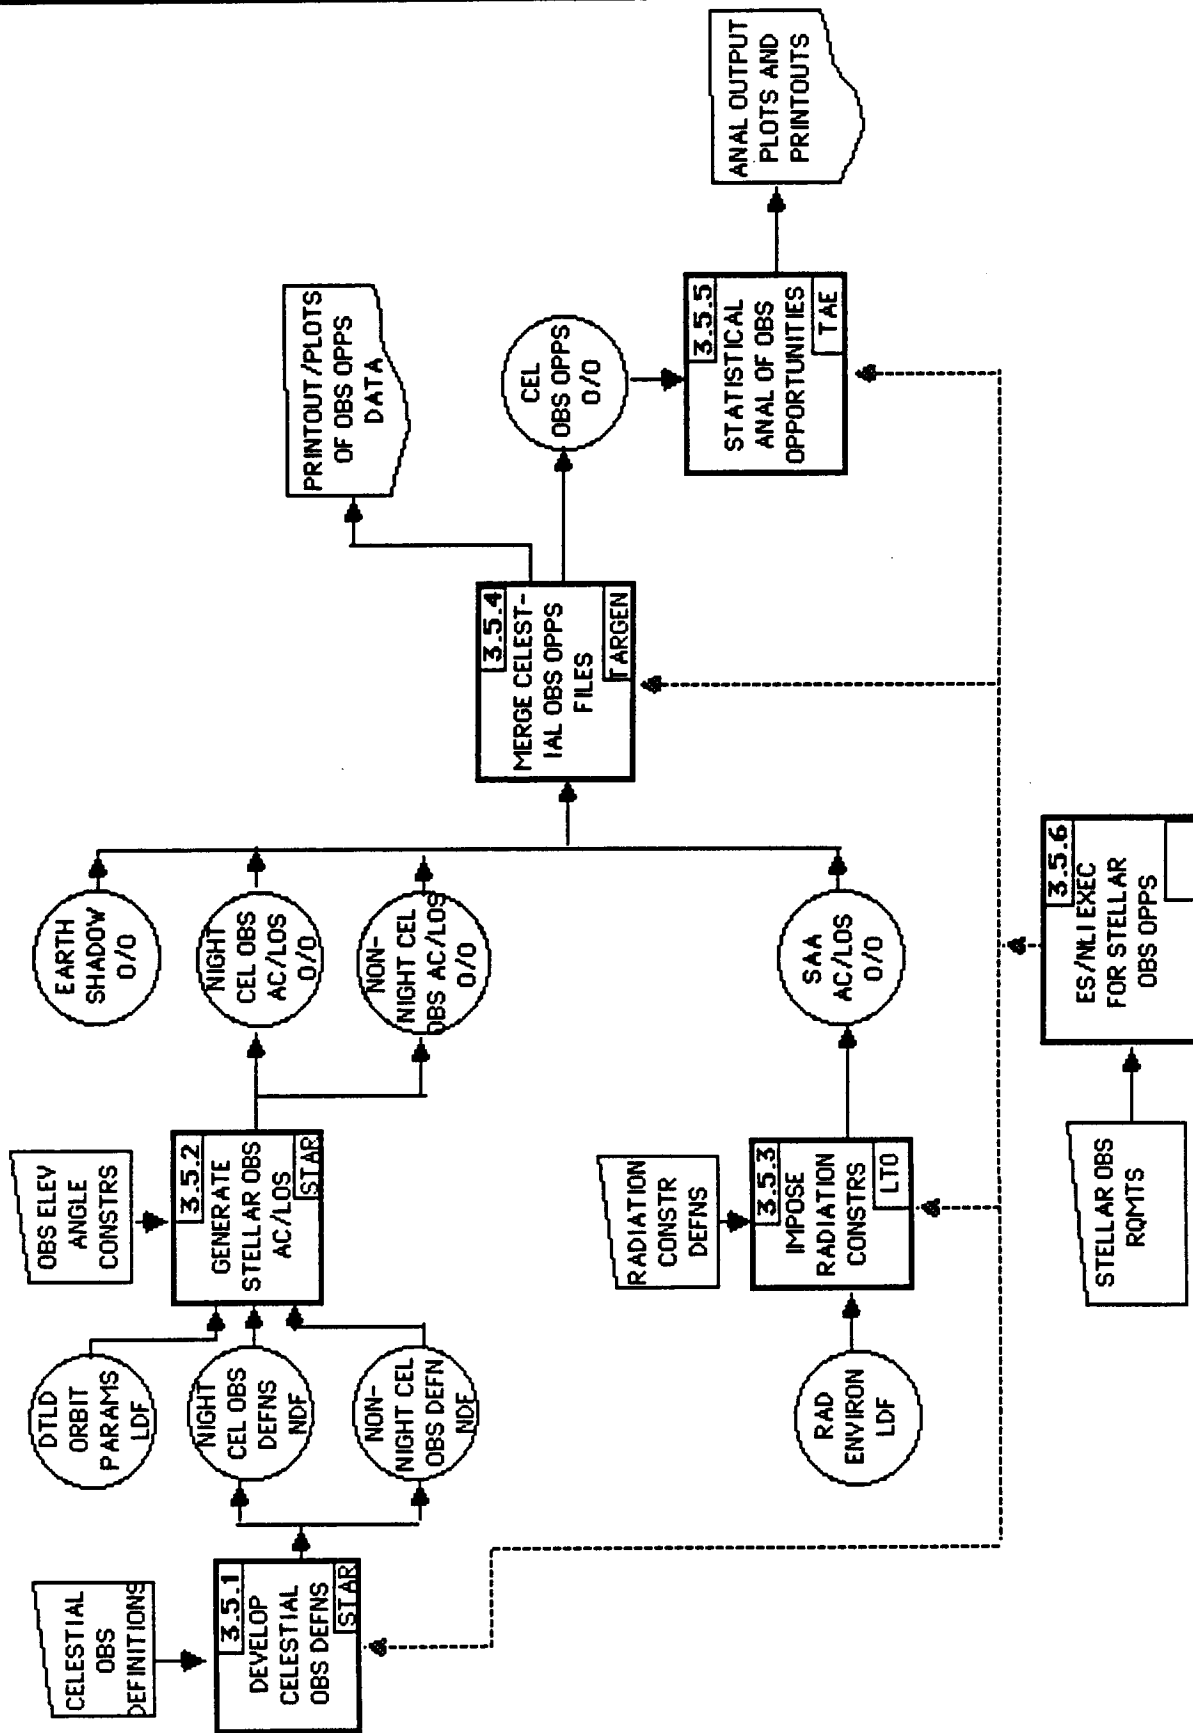 CELESTIAL
OBS
DEFINITIONS
3.5.1
DEVELOP
CELESTIAL
OBS DEFNS
STAR
DTLD
ORBIT
PARAMS
LDF
NIGHT
CEL OBS
DEFNS
NDF
NON-
NIGHT CEL
OBS DEFN
NDF
OBS ELEV
ANGLE
CONSTRS
3.5.2
GENERATE
STELLAR OBS
AC/LOS
STAR
EARTH
SHADOW
O/O
NIGHT
CEL OBS
AC/LOS
O/O
NON-
NIGHT CEL
OBS AC/LOS
O/O
RAD
ENVIRON
LDF
RADIATION
CONSTR
DEFNS
3.5.3
IMPOSE
RADIATION
CONSTRS
LTO
SAA
AC/LOS
O/O
3.5.4
MERGE CELEST-
IAL OBS OPPS
FILES
TARGEN
PRINTOUT/PLOTS
OF OBS OPPS
DATA
CEL
OBS OPPS
O/O
3.5.5
STATISTICAL
ANAL OF OBS
OPPORTUNITIES
TAE
ANAL OUTPUT
PLOTS AND
PRINTOUTS
STELLAR OBS
RQMTS
3.5.6
ES/NLI EXEC
FOR STELLAR
OBS OPPS